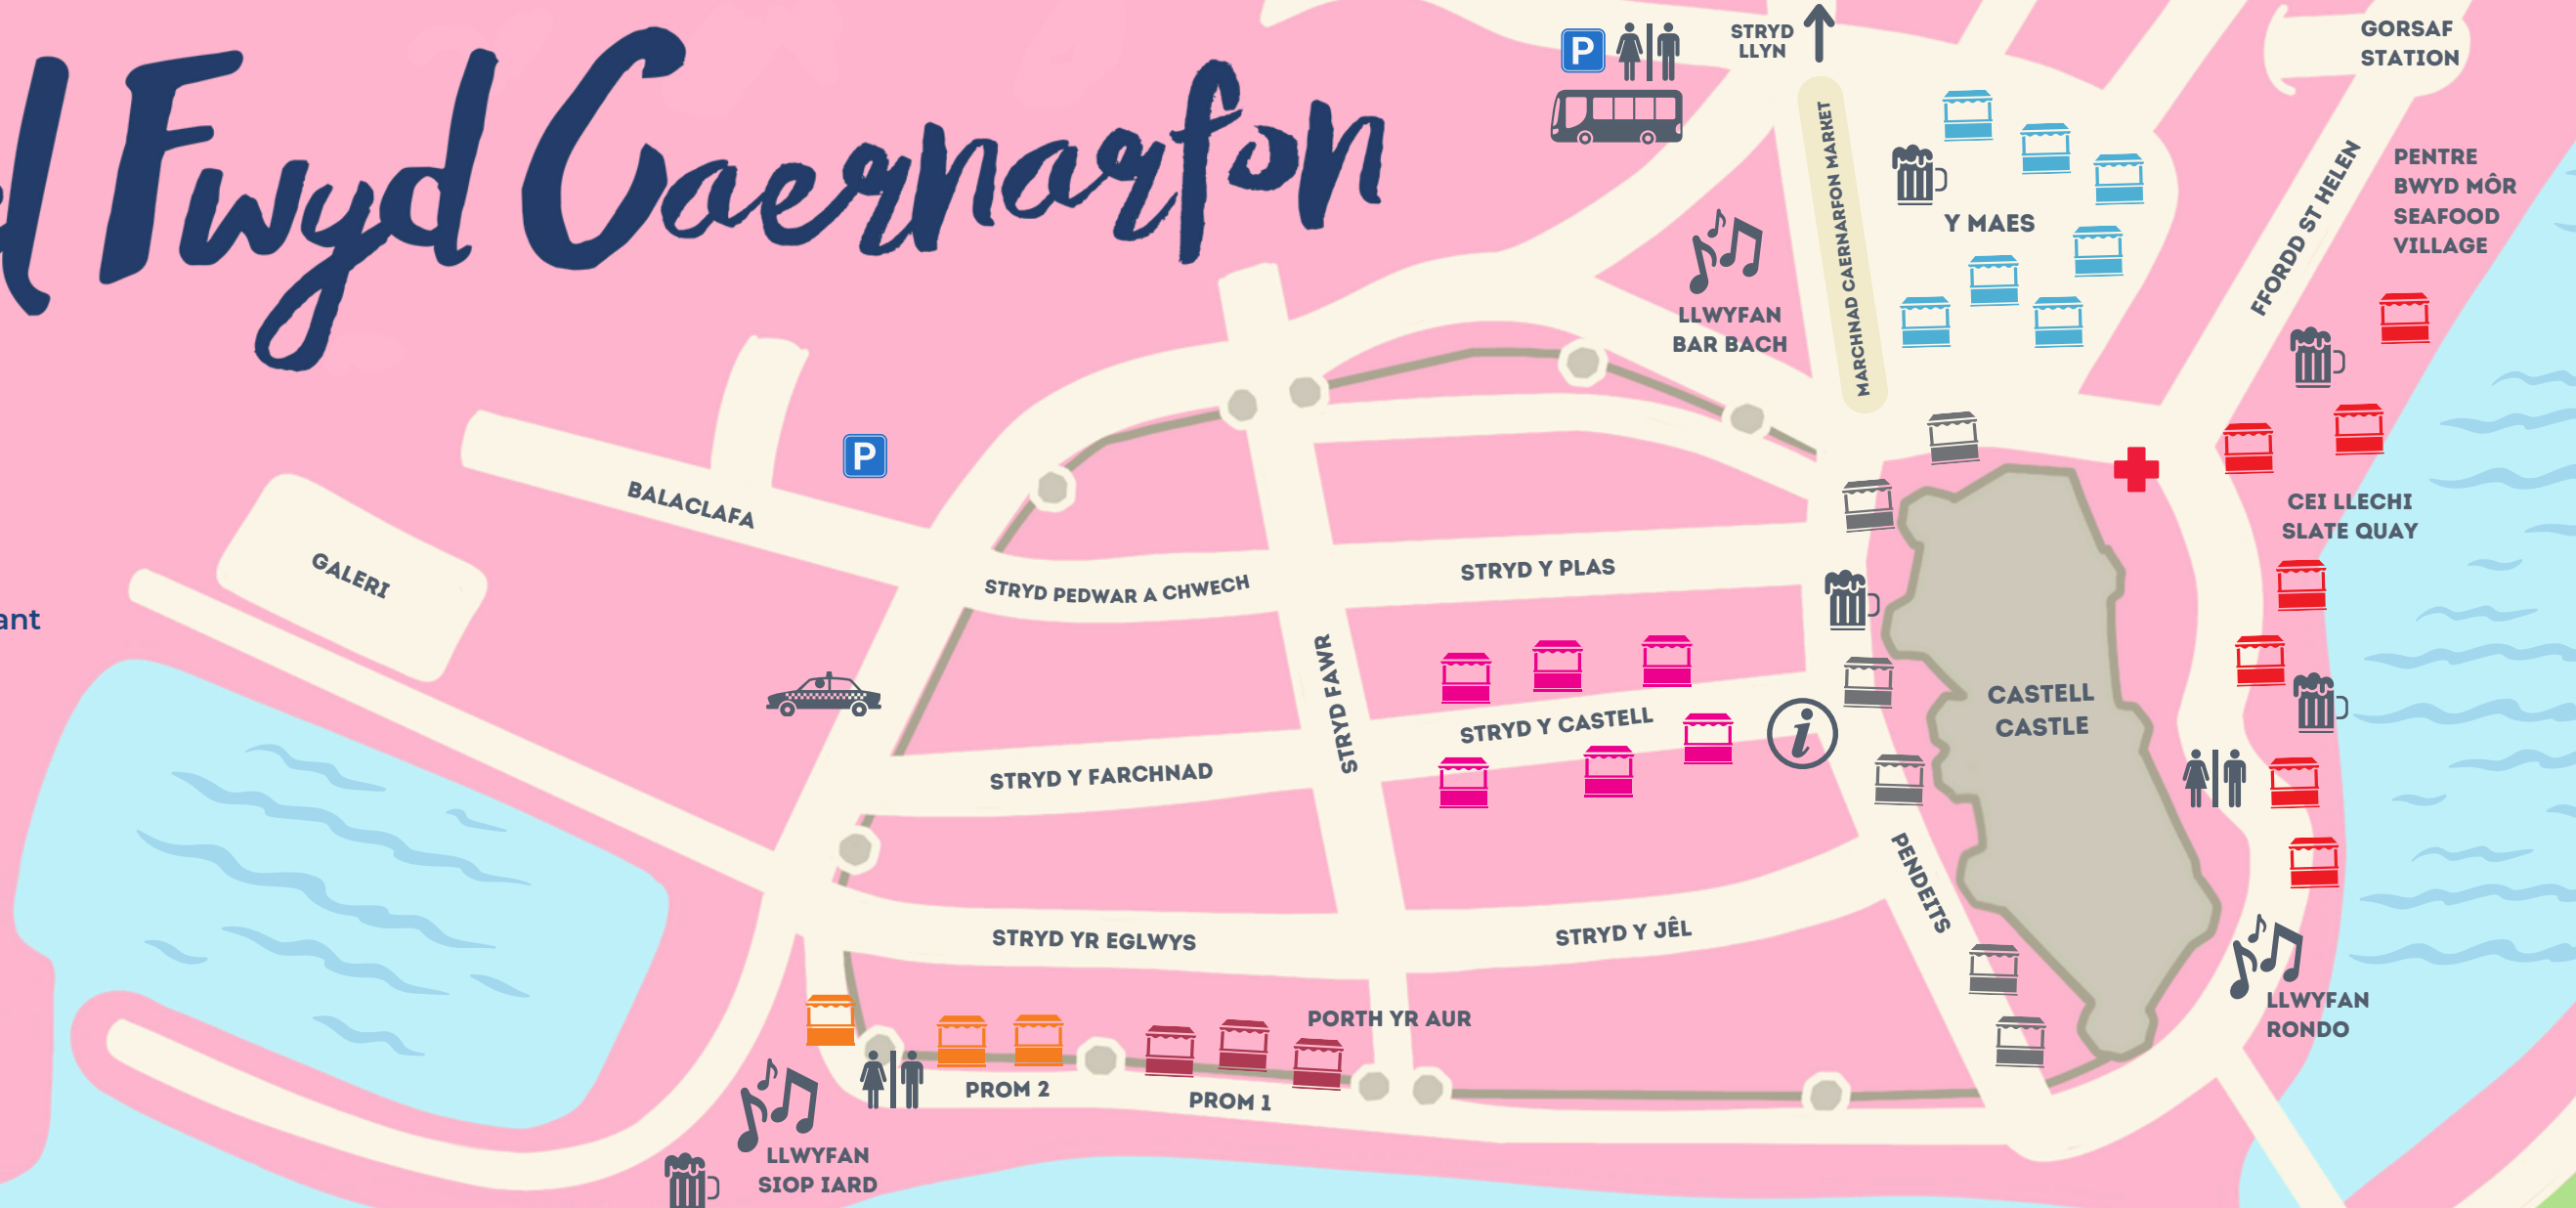 l Fwyd Caernarfon
P
STRYD
LLYN
GORSAF
STATION
MARCHNAD CAERNARFON MARKET
Y MAES
FFORDD ST HELEN
PENTRE
BWYD MÔR
SEAFOOD
VILLAGE
LLWYFAN
BAR BACH
P
BALACLAFA
GALERI
CEI LLECHI
SLATE QUAY
ant
STRYD PEDWAR A CHWECH
STRYD Y PLAS
STRYD FAWR
STRYD Y CASTELL
i
CASTELL
CASTLE
STRYD Y FARCHNAD
PENDEITS
STRYD YR EGLWYS
STRYD Y JÊL
PORTH YR AUR
LLWYFAN
RONDO
PROM 2
PROM 1
LLWYFAN
SIOP IARD